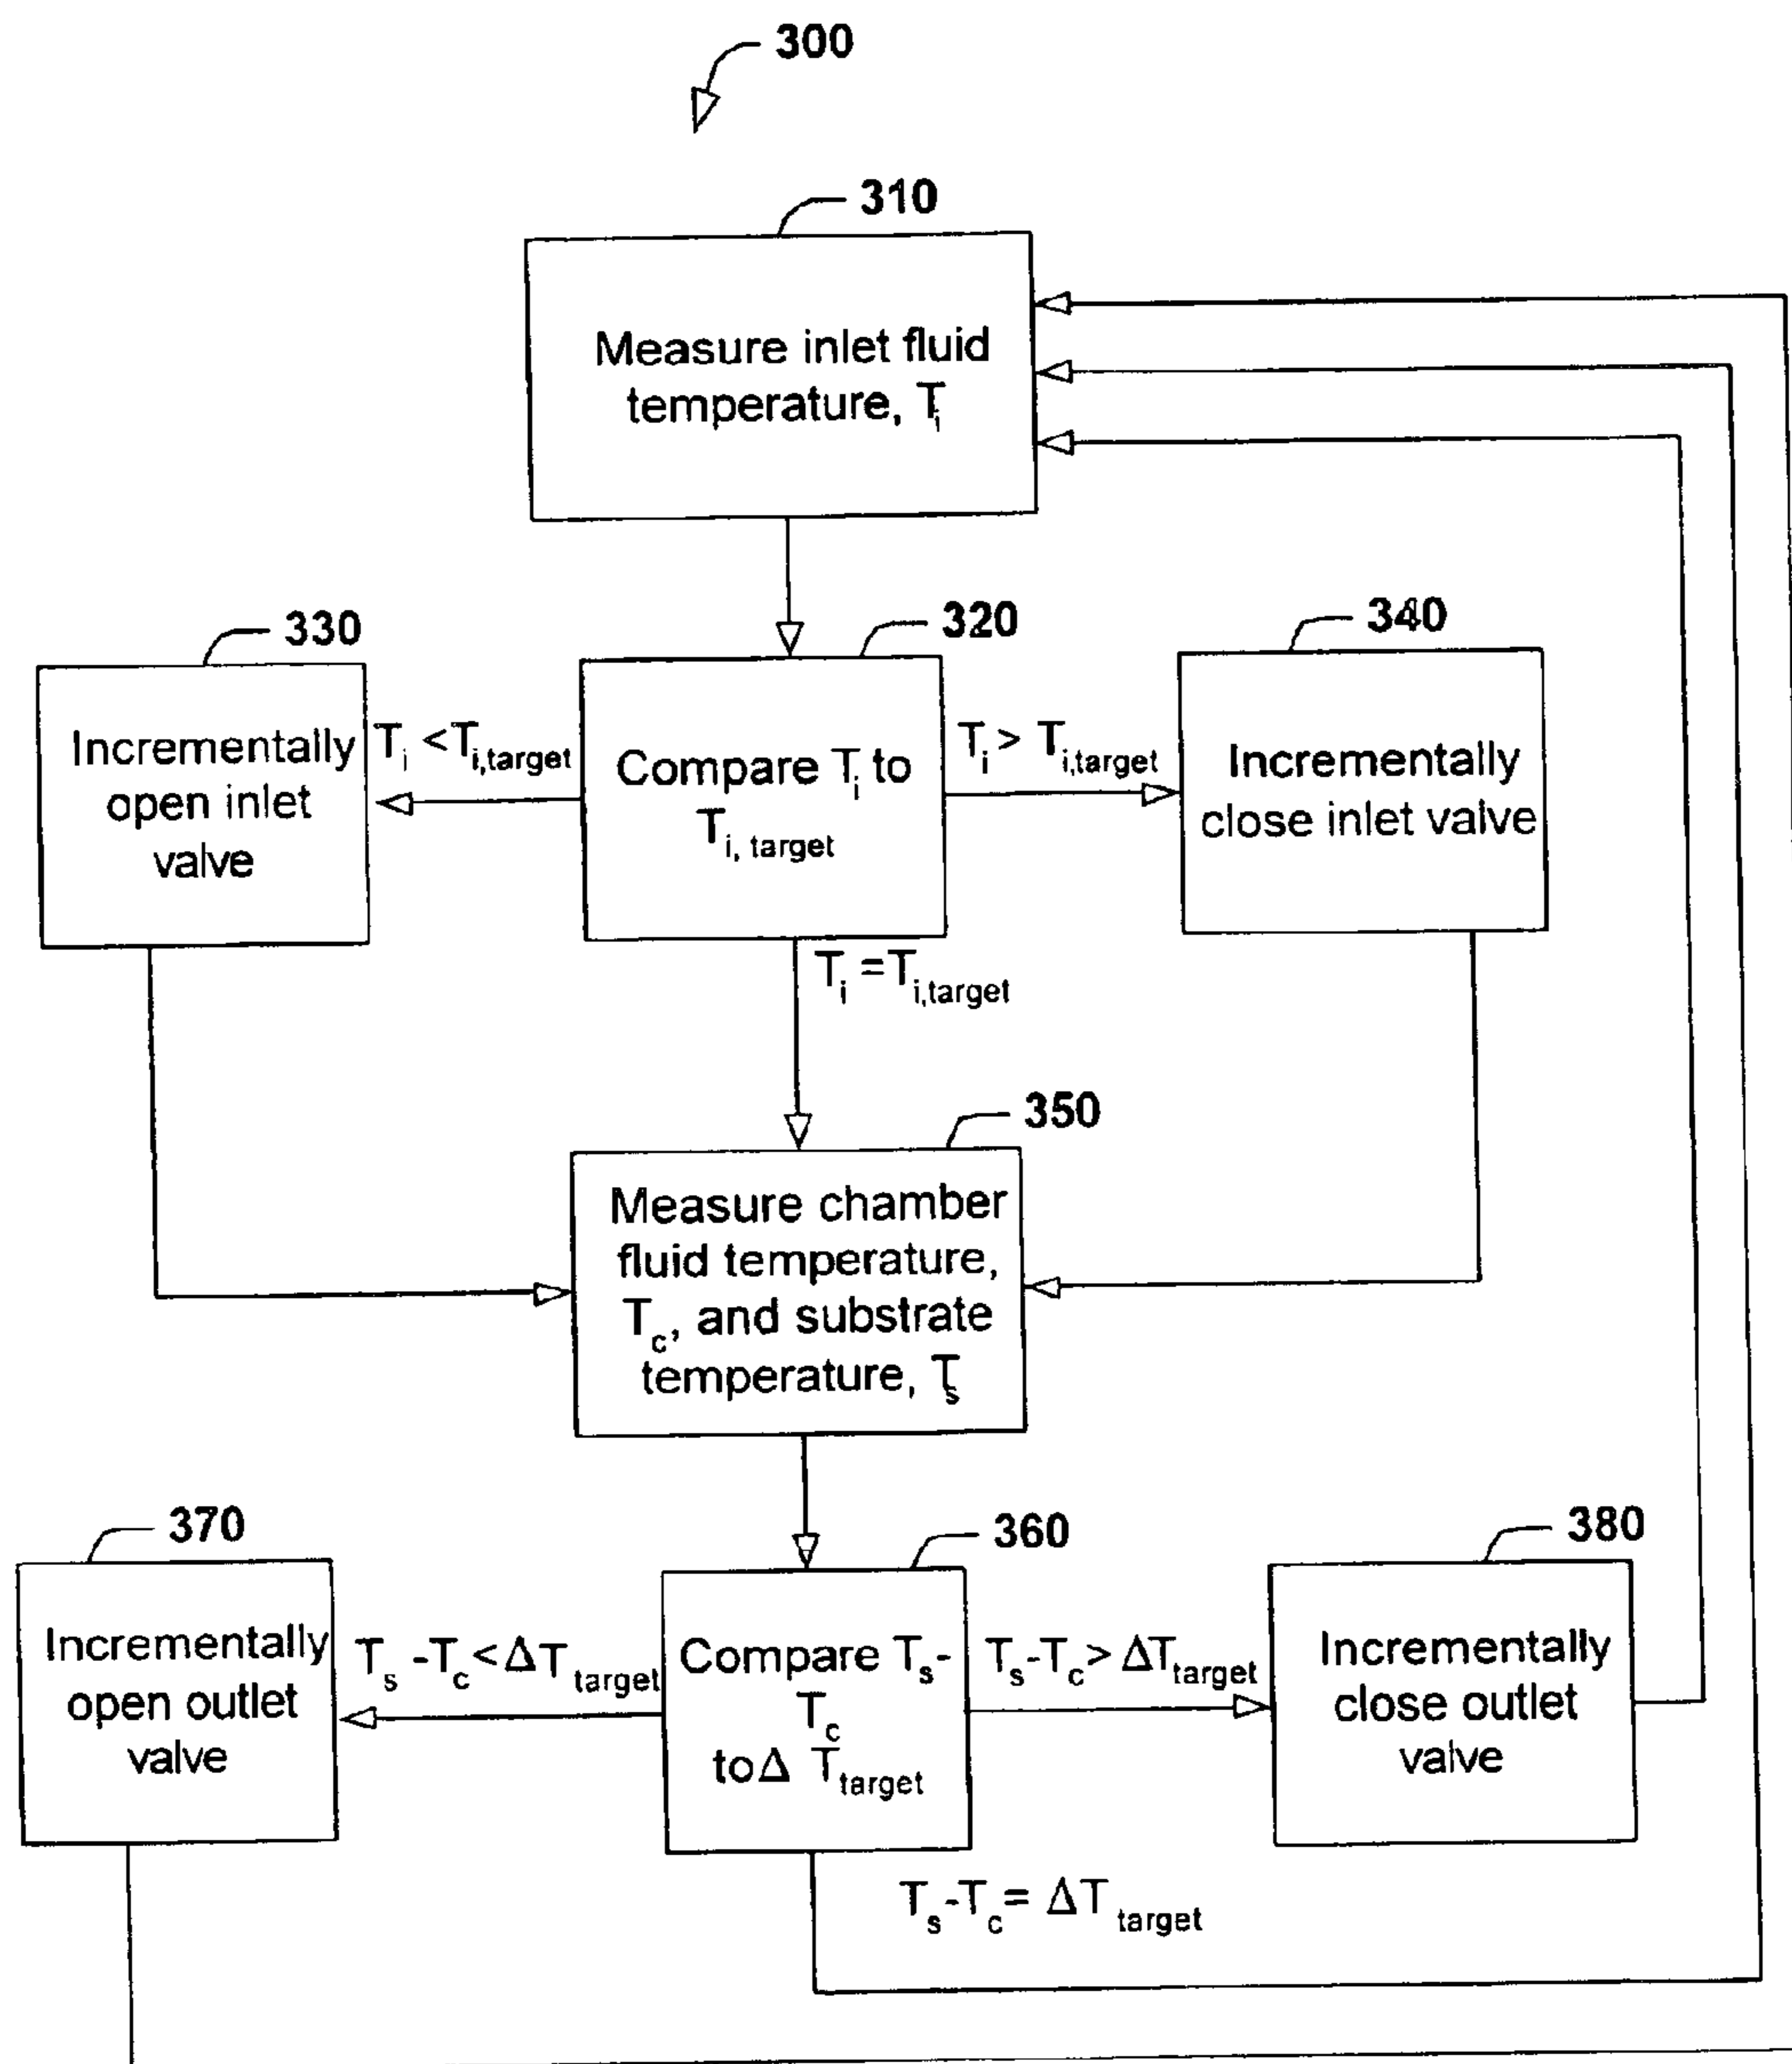 300
310
Measure inlet fluid
temperature, Ti
330
320
340
Incrementally
open inlet
valve
Ti <Ti,target
Compare Ti to
Ti, target
Ti > Ti,target
Incrementally
close inlet valve
Ti =Ti,target
350
Measure chamber
fluid temperature,
Tc, and substrate
temperature, Ts
370
360
380
Incrementally
open outlet
valve
Ts -Tc< ΔT target
Compare Ts-
Tc
to Δ Ttarget
Ts-Tc> ΔTtarget
Incrementally
close outlet
valve
Ts-Tc= ΔT target